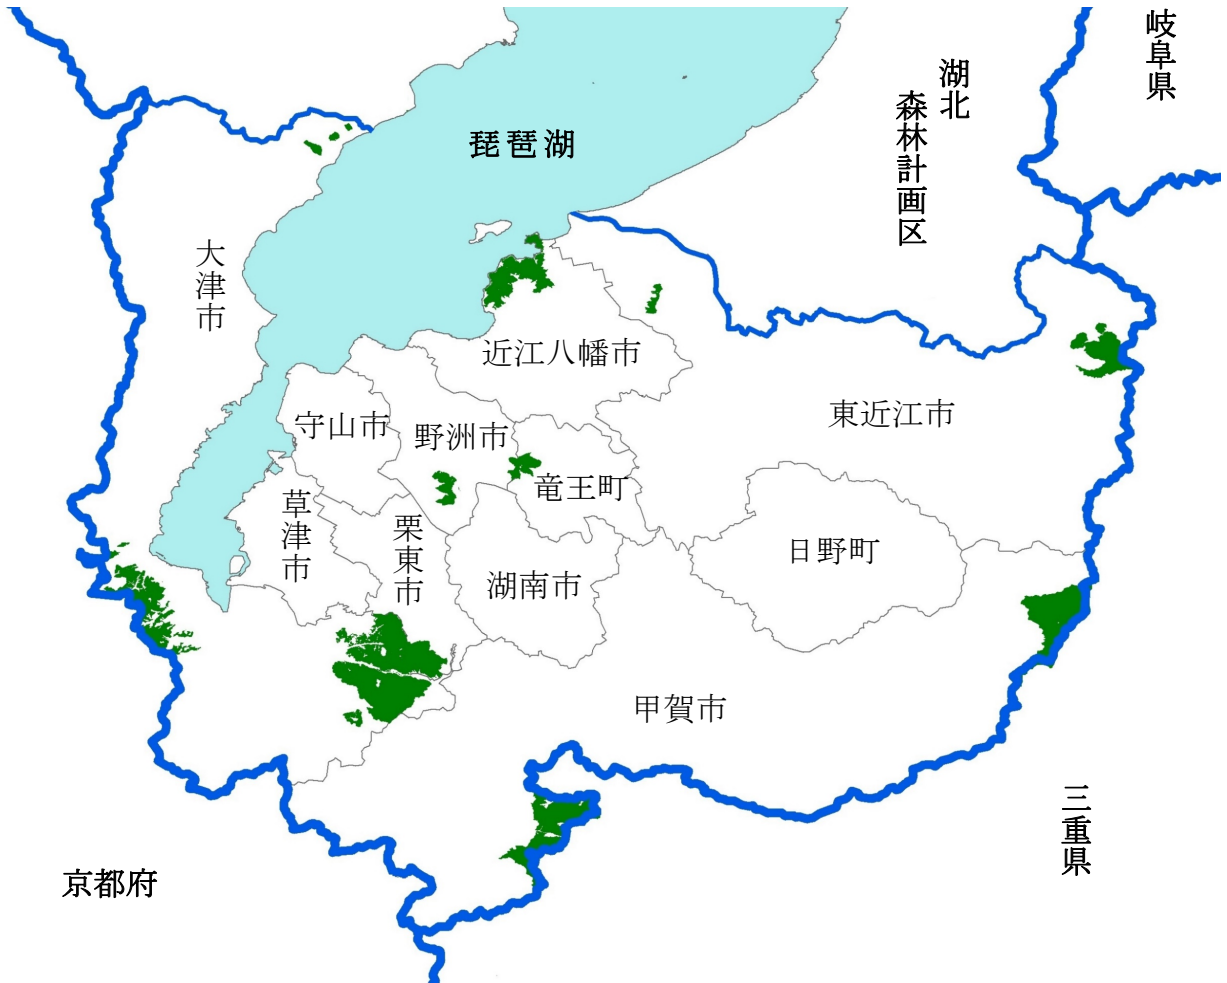 岐阜県
湖北
森林計画区
琵琶湖
大津市
近江八幡市
東近江市
守山市
野洲市
竜王町
草津市
栗東市
湖南市
日野町
甲賀市
三重県
京都府